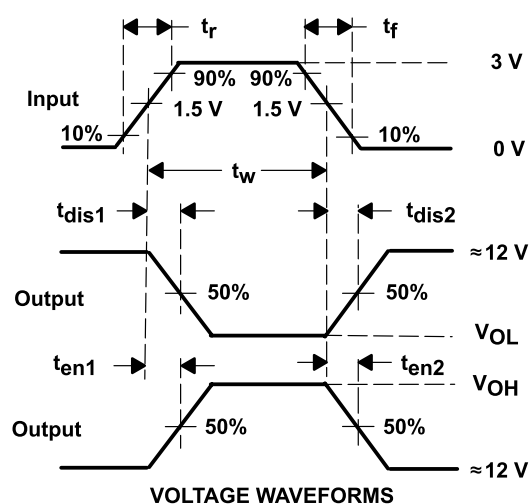 tr
tf
3 V
90%
90%
Input
1.5 V
1.5 V
10%
10%
0 V
tw
tdis1
tdis2
≈ 12 V
Output
50%
50%
VOL
ten1
ten2
VOH
Output
50%
50%
≈ 12 V
VOLTAGE WAVEFORMS